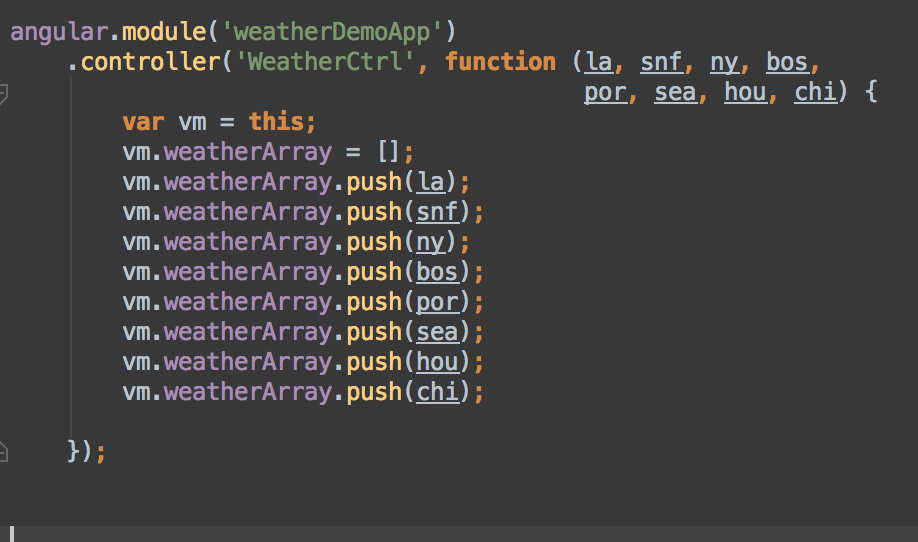 angular.module('weatherDemoApp')
.controller('WeatherCtrl', function (la, snf, ny, bos,
por, sea, hou, chi) {
var vm = this;
vm.weatherArray = [];
vm.weatherArray.push(la);
vm.weatherArray.push(snf);
vm.weatherArray.push(ny);
vm.weatherArray.push(bos);
vm.weatherArray.push(por);
vm.weatherArray.push(sea);
vm.weatherArray.push(hou);
vm.weatherArray.push(chi);
});